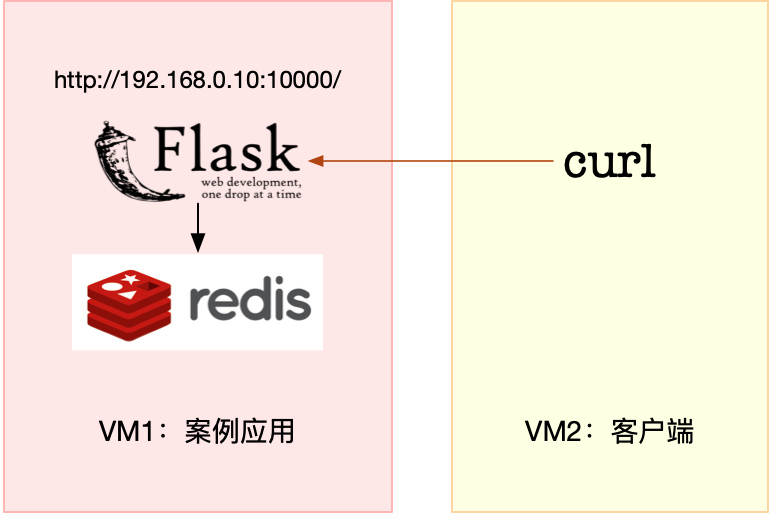 http://192.168.0.10:10000/
Flask
web development,
one drop at a time
curl
redis
VM1：案例应用
VM2：客户端